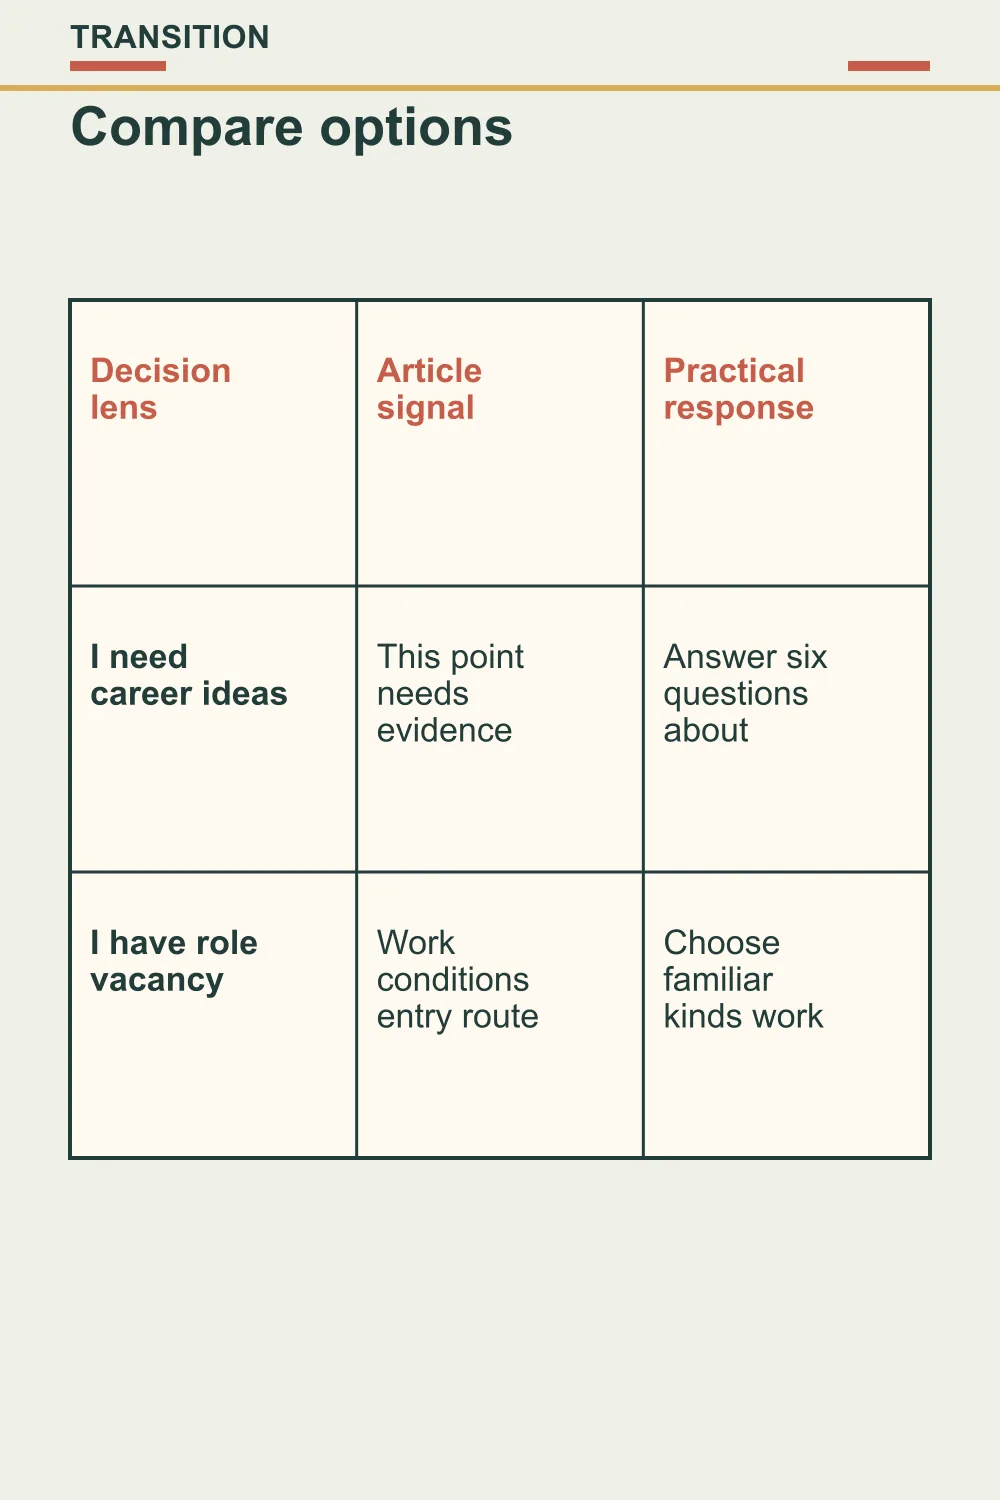 TRANSITION
Compare options
Decision
lens
Article
signal
Practical
response
I need
career ideas
This point
needs
evidence
Answer six
questions
about
I have role
vacancy
Work
conditions
entry route
Choose
familiar
kinds work